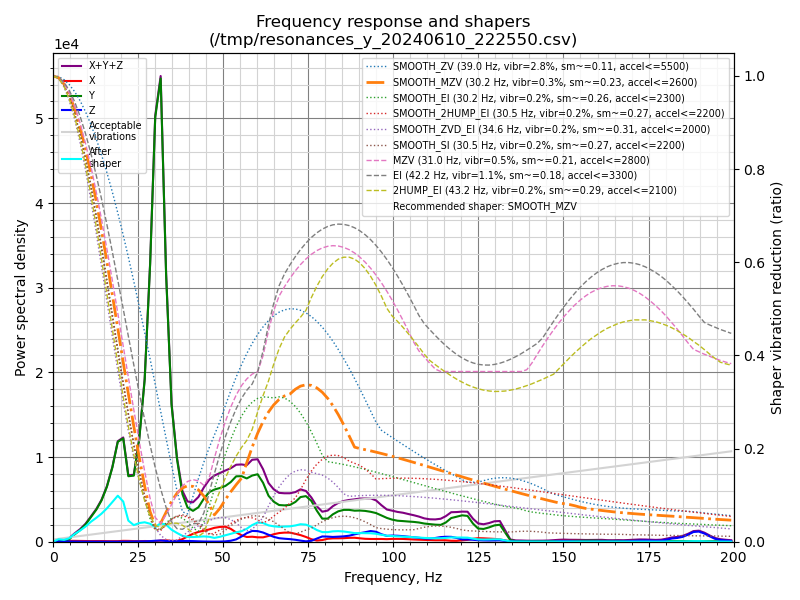 Frequency response and shapers
(/tmp/resonances_y_20240610_222550.csv)
1e4
X+Y+Z
X
Y
Z
Acceptable
vibrations
After
shaper
SMOOTH_ZV (39.0 Hz, vibr=2.8%, sm~=0.11, accel<=5500)
SMOOTH_MZV (30.2 Hz, vibr=0.3%, sm~=0.23, accel<=2600)
SMOOTH_EI (30.2 Hz, vibr=0.2%, sm~=0.26, accel<=2300)
SMOOTH_2HUMP_EI (30.5 Hz, vibr=0.2%, sm~=0.27, accel<=2200)
SMOOTH_ZVD_EI (34.6 Hz, vibr=0.2%, sm~=0.31, accel<=2000)
SMOOTH_SI (30.5 Hz, vibr=0.2%, sm~=0.27, accel<=2200)
MZV (31.0 Hz, vibr=0.5%, sm~=0.21, accel<=2800)
EI (42.2 Hz, vibr=1.1%, sm~=0.18, accel<=3300)
2HUMP_EI (43.2 Hz, vibr=0.2%, sm~=0.29, accel<=2100)
Recommended shaper: SMOOTH_MZV
Power spectral density
5
4
3
2
1
0
Shaper vibration reduction (ratio)
1.0
0.8
0.6
0.4
0.2
0.0
0 25 50 75 100 125 150 175 200
Frequency, Hz